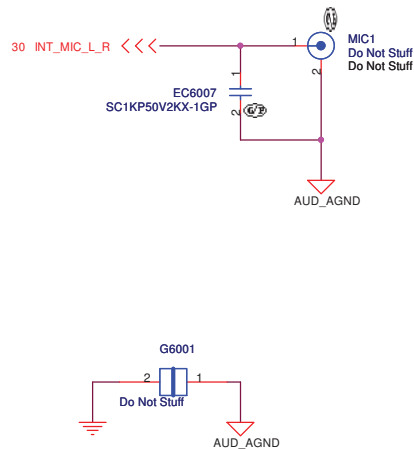 30 INT_MIC_L_R
1
MIC1
Do Not Stuff
Do Not Stuff
2
1
EC6007
SC1KP50V2KX-1GP
2
AUD_AGND
G6001
2
1
Do Not Stuff
AUD_AGND